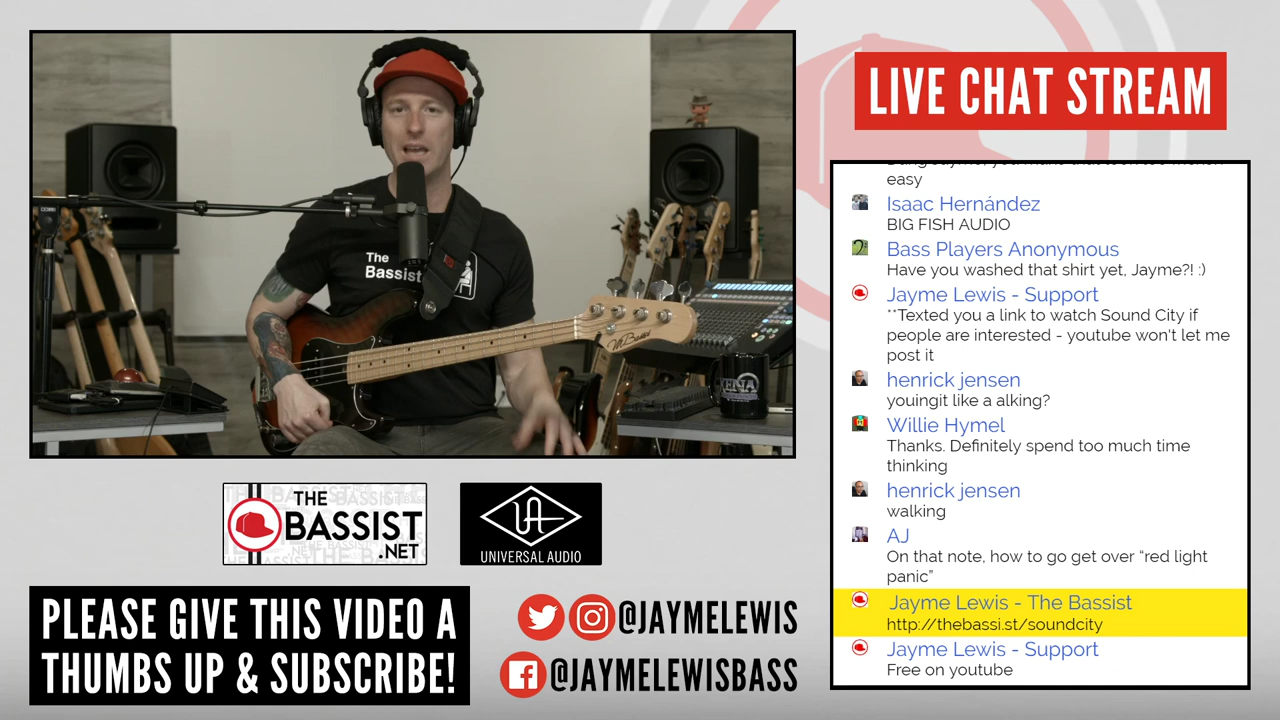 LIVE CHAT STREAM
easy
Isaac Hernández
BIG FISH AUDIO
Bass Players Anonymous
Have you washed that shirt yet, Jayme?! :)
Jayme Lewis - Support
**Texted you a link to watch Sound City if
people are interested - youtube won't let me
post it
henrick jensen
youingit like a alking?
Willie Hymel
Thanks. Definitely spend too much time
thinking
henrick jensen
walking
AJ
On that note, how to go get over “red light
panic”
Jayme Lewis - The Bassist
http://thebassi.st/soundcity
Jayme Lewis - Support
Free on youtube
The
Bassist
THE
BASSIST
.NET
UNIVERSAL AUDIO
PLEASE GIVE THIS VIDEO A
THUMBS UP & SUBSCRIBE!
@JAYMELEWIS
@JAYMELEWISBASS